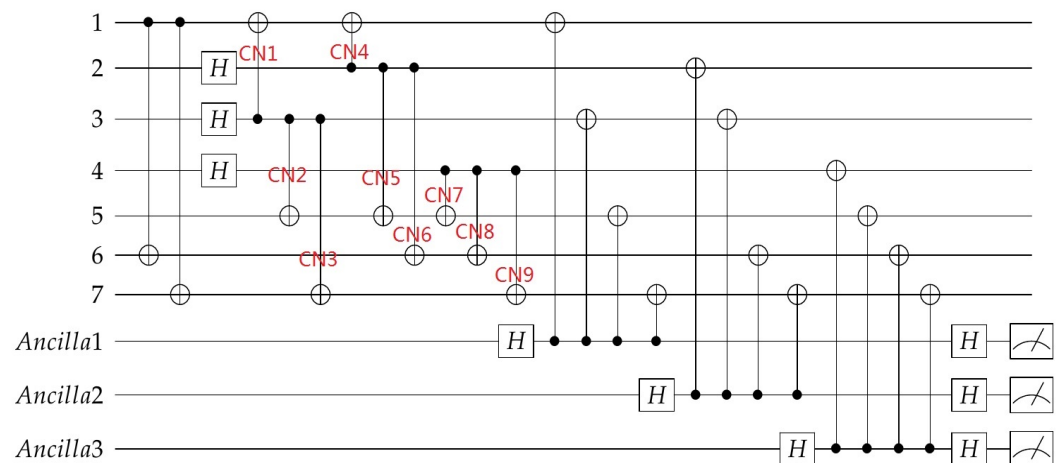 1
CN1 CN4
2 H
3 H
4 H CN2 CN5
CN7
5
CN6 CN8
6 CN3
CN9
7
Ancilla1 H H
Ancilla2 H H
Ancilla3 H H